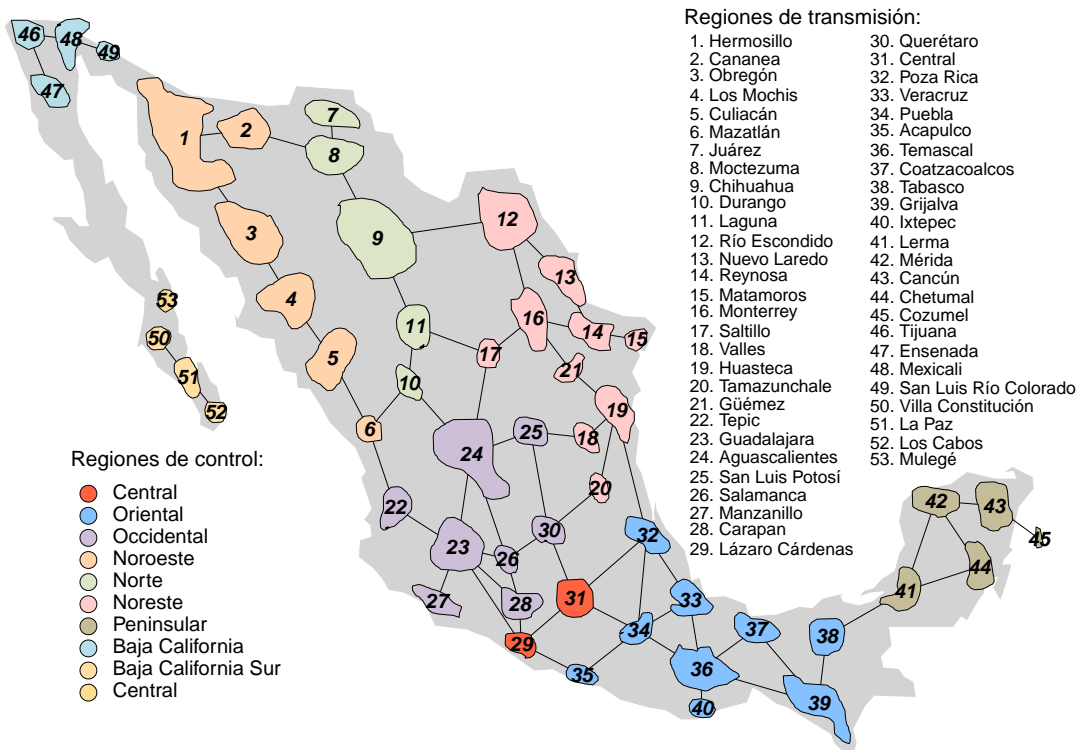 Regiones de transmisión:
1. Hermosillo
2. Cananea
3. Obregón
4. Los Mochis
5. Culiacán
6. Mazatlán
7. Juárez
8. Moctezuma
9. Chihuahua
10. Durango
11. Laguna
12. Río Escondido
13. Nuevo Laredo
14. Reynosa
15. Matamoros
16. Monterrey
17. Saltillo
18. Valles
19. Huasteca
20. Tamazunchale
21. Güémez
22. Tepic
23. Guadalajara
24. Aguascalientes
25. San Luis Potosí
26. Salamanca
27. Manzanillo
28. Carapan
29. Lázaro Cárdenas
30. Querétaro
31. Central
32. Poza Rica
33. Veracruz
34. Puebla
35. Acapulco
36. Temascal
37. Coatzacoalcos
38. Tabasco
39. Grijalva
40. Ixtepec
41. Lerma
42. Mérida
43. Cancún
44. Chetumal
45. Cozumel
46. Tijuana
47. Ensenada
48. Mexicali
49. San Luis Río Colorado
50. Villa Constitución
51. La Paz
52. Los Cabos
53. Mulegé
46
48
49
47
7
1
2
8
12
3
9
13
53
4
16
11
14
50
15
5
17
21
51
10
52
19
6
25
18
24
20
42
43
22
30
32
45
23
26
44
41
27
28
31
33
34
37
38
29
36
35
39
40
Regiones de control:
Central
Oriental
Occidental
Noroeste
Norte
Noreste
Peninsular
Baja California
Baja California Sur
Central